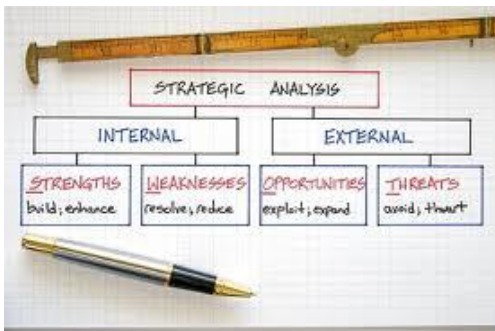 STRATEGIC ANALYSIS
INTERNAL
EXTERNAL
STRENGTHS
build; enhance
WEAKNESSES
resolve; reduce
OPPORTUNITIES
exploit; expand
THREATS
avoid; thwart